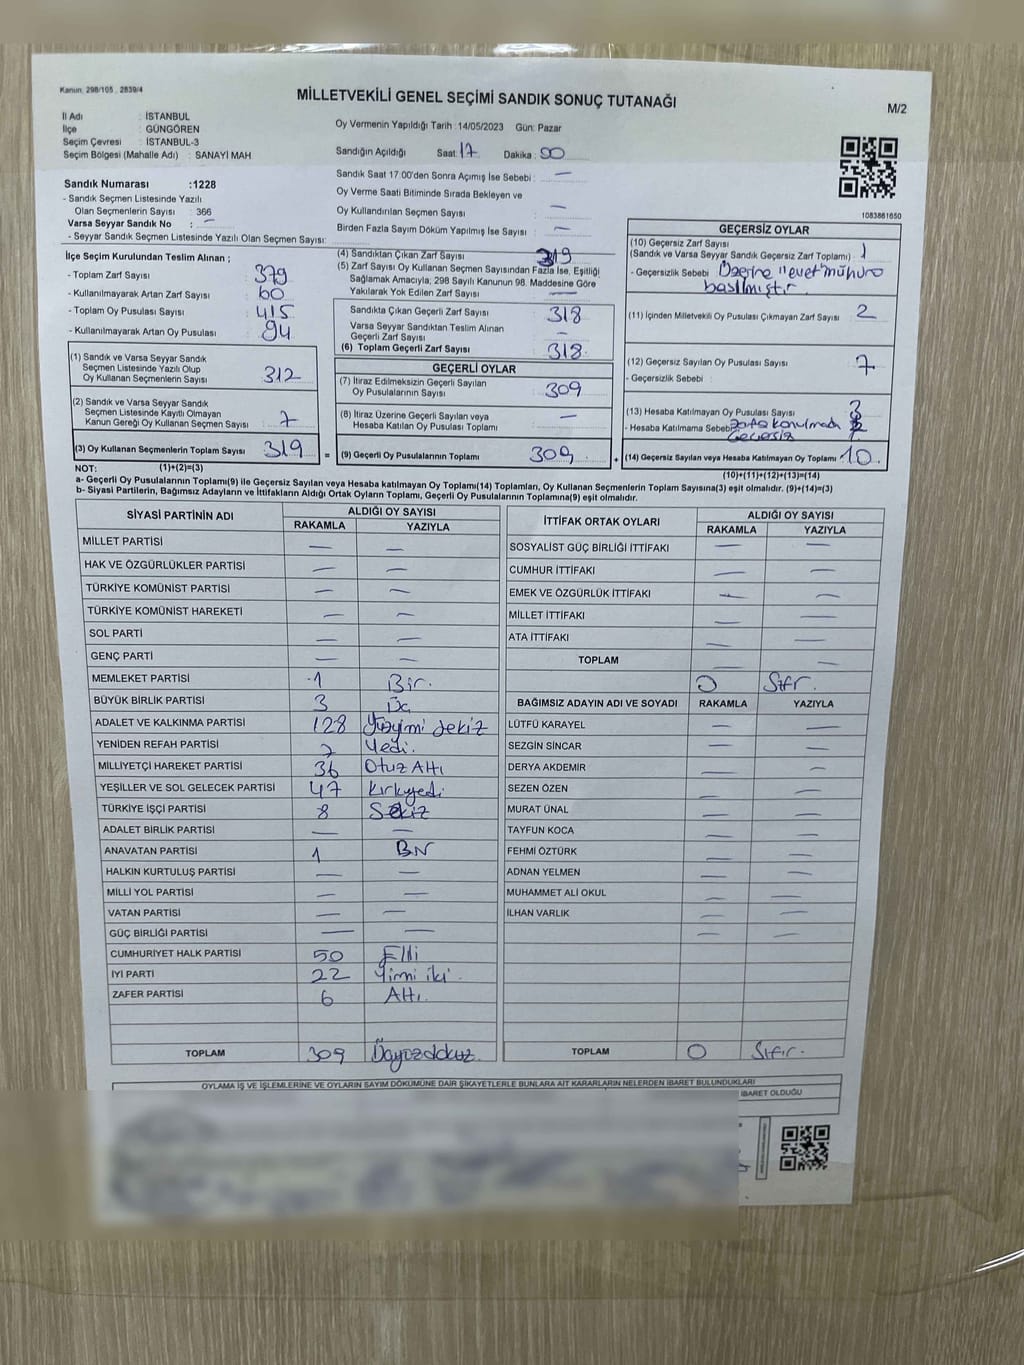 Kanun: 298/105 , 2839/4
MİLLETVEKİLİ GENEL SEÇİMİ SANDIK SONUÇ TUTANAĞI
M/2
İl Adı : İSTANBUL
İlçe : GÜNGÖREN
Seçim Çevresi : İSTANBUL-3
Seçim Bölgesi (Mahalle Adı) : SANAYİ MAH
Oy Vermenin Yapıldığı Tarih :14/05/2023 Gün: Pazar
Sandığın Açıldığı Saat: 17 Dakika: 00
Sandık Saat 17.00'den Sonra Açımış İse Sebebi : —
Oy Verme Saati Bitiminde Sırada Bekleyen ve
Oy Kullandırılan Seçmen Sayısı : —
Birden Fazla Sayım Döküm Yapılmış İse Sayısı : —
1083861650
Sandık Numarası :1228
- Sandık Seçmen Listesinde Yazılı
Olan Seçmenlerin Sayısı : 366
Varsa Seyyar Sandık No : —
- Seyyar Sandık Seçmen Listesinde Yazılı Olan Seçmen Sayısı:
İlçe Seçim Kurulundan Teslim Alınan ;
- Toplam Zarf Sayısı : 379
- Kullanılmayarak Artan Zarf Sayısı : 60
- Toplam Oy Pusulası Sayısı : 415
- Kullanılmayarak Artan Oy Pusulası : 94
(1) Sandık ve Varsa Seyyar Sandık
Seçmen Listesinde Yazılı Olup
Oy Kullanan Seçmenlerin Sayısı : 312
(2) Sandık ve Varsa Seyyar Sandık
Seçmen Listesinde Kayıtlı Olmayan
Kanun Gereği Oy Kullanan Seçmen Sayısı : 7
(3) Oy Kullanan Seçmenlerin Toplam Sayısı : 319
(4) Sandıktan Çıkan Zarf Sayısı : 319
(5) Zarf Sayısı Oy Kullanan Seçmen Sayısından Fazla İse, Eşitliği
Sağlamak Amacıyla; 298 Sayılı Kanunun 98. Maddesine Göre
Yakılarak Yok Edilen Zarf Sayısı : —
Sandıkta Çıkan Geçerli Zarf Sayısı : 318
Varsa Seyyar Sandıktan Teslim Alınan
Geçerli Zarf Sayısı : —
(6) Toplam Geçerli Zarf Sayısı : 318
GEÇERLİ OYLAR
(7) İtiraz Edilmeksizin Geçerli Sayılan
Oy Pusulalarının Sayısı : 309
(8) İtiraz Üzerine Geçerli Sayılan veya
Hesaba Katılan Oy Pusulası Toplamı : —
= (9) Geçerli Oy Pusulalarının Toplamı : 309
GEÇERSİZ OYLAR
(10) Geçersiz Zarf Sayısı
(Sandık ve Varsa Seyyar Sandık Geçersiz Zarf Toplamı) : 1
- Geçersizlik Sebebi : Üzerine "evet" mühürü
basılmıştır.
(11) İçinden Milletvekili Oy Pusulası Çıkmayan Zarf Sayısı : 2
(12) Geçersiz Sayılan Oy Pusulası Sayısı : 7
- Geçersizlik Sebebi :
(13) Hesaba Katılmayan Oy Pusulası Sayısı :
- Hesaba Katılmama Sebebi :
+ (14) Geçersiz Sayılan veya Hesaba Katılmayan Oy Toplamı : 10.
NOT: (1)+(2)=(3)
(10)+(11)+(12)+(13)=(14)
a- Geçerli Oy Pusulalarının Toplamı(9) ile Geçersiz Sayılan veya Hesaba katılmayan Oy Toplamı(14) Toplamları, Oy Kullanan Seçmenlerin Toplam Sayısına(3) eşit olmalıdır. (9)+(14)=(3)
b- Siyasi Partilerin, Bağımsız Adayların ve İttifakların Aldığı Ortak Oyların Toplamı, Geçerli Oy Pusulalarının Toplamına(9) eşit olmalıdır.
SİYASİ PARTİNİN ADI ALDIĞI OY SAYISI
RAKAMLA YAZIYLA
MİLLET PARTİSİ — —
HAK VE ÖZGÜRLÜKLER PARTİSİ — —
TÜRKİYE KOMÜNİST PARTİSİ — —
TÜRKİYE KOMÜNİST HAREKETİ — —
SOL PARTİ — —
GENÇ PARTİ — —
MEMLEKET PARTİSİ 1 Bir.
BÜYÜK BİRLİK PARTİSİ 3 Üç
ADALET VE KALKINMA PARTİSİ 128 Yüzyirmi sekiz
YENİDEN REFAH PARTİSİ 7 Yedi.
MİLLİYETÇİ HAREKET PARTİSİ 36 Otuz Altı
YEŞİLLER VE SOL GELECEK PARTİSİ 47 Kırkyedi
TÜRKİYE İŞÇİ PARTİSİ 8 Sekiz
ADALET BİRLİK PARTİSİ — —
ANAVATAN PARTİSİ 1 Bir
HALKIN KURTULUŞ PARTİSİ — —
MİLLİ YOL PARTİSİ — —
VATAN PARTİSİ — —
GÜÇ BİRLİĞİ PARTİSİ — —
CUMHURİYET HALK PARTİSİ 50 Elli
İYİ PARTİ 22 Yirmi iki.
ZAFER PARTİSİ 6 Altı.
TOPLAM 309 Üçyüzdokuz.
İTTİFAK ORTAK OYLARI ALDIĞI OY SAYISI
RAKAMLA YAZIYLA
SOSYALİST GÜÇ BİRLİĞİ İTTİFAKI — —
CUMHUR İTTİFAKI — —
EMEK VE ÖZGÜRLÜK İTTİFAKI — —
MİLLET İTTİFAKI — —
ATA İTTİFAKI — —
TOPLAM — —
0 Sıfır.
BAĞIMSIZ ADAYIN ADI VE SOYADI RAKAMLA YAZIYLA
LÜTFÜ KARAYEL — —
SEZGİN SİNCAR — —
DERYA AKDEMİR — —
SEZEN ÖZEN — —
MURAT ÜNAL — —
TAYFUN KOCA — —
FEHMİ ÖZTÜRK — —
ADNAN YELMEN — —
MUHAMMET ALİ OKUL — —
İLHAN VARLIK — —
TOPLAM 0 Sıfır.
OYLAMA İŞ VE İŞLEMLERİNE VE OYLARIN SAYIM DÖKÜMÜNE DAİR ŞİKAYETLERLE BUNLARA AİT KARARLARIN NELERDEN İBARET BULUNDUKLARI
İBARET OLDUĞU